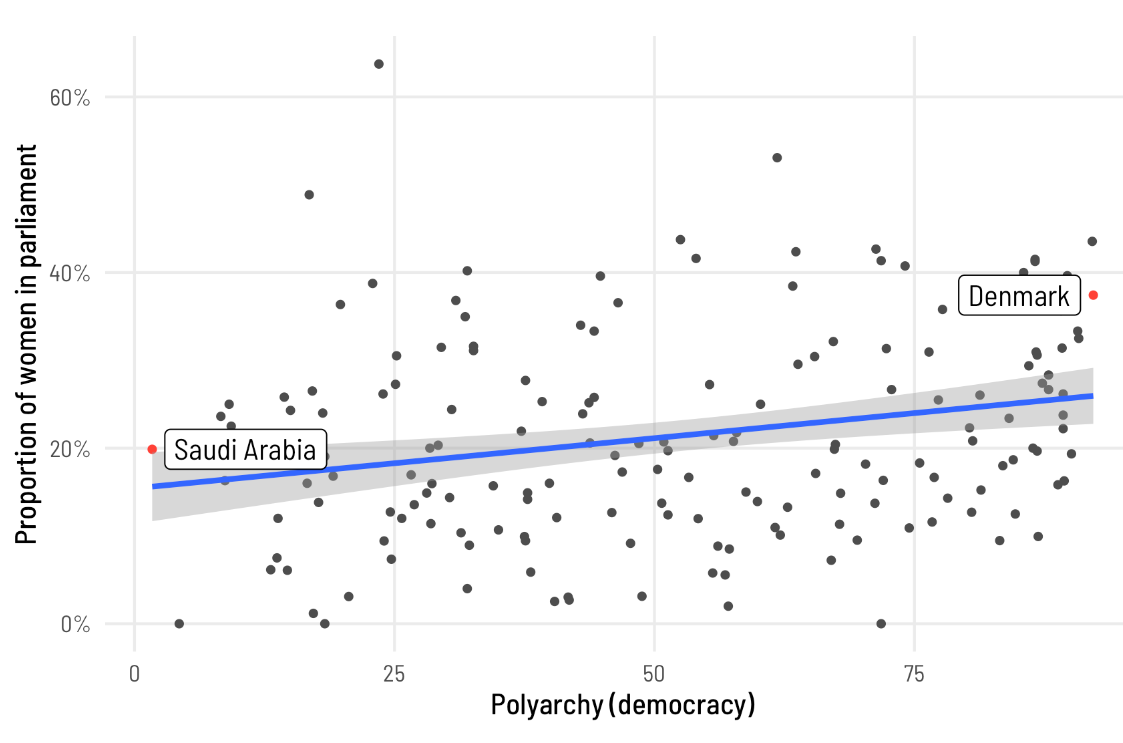 60%
40%
20%
0%
Proportion of women in parliament
Saudi Arabia
Denmark
0
25
50
75
Polyarchy (democracy)